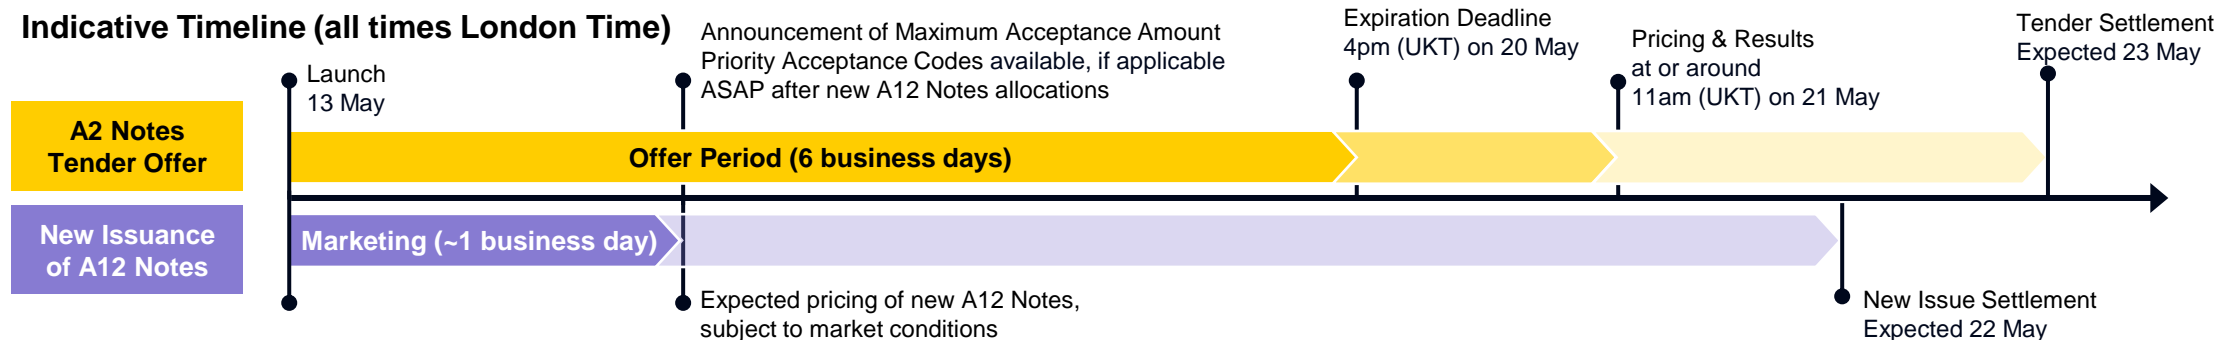 Indicative Timeline (all times London Time)
Launch
13 May
Announcement of Maximum Acceptance Amount
Priority Acceptance Codes available, if applicable
ASAP after new A12 Notes allocations
Expiration Deadline
4pm (UKT) on 20 May
Pricing & Results
at or around
11am (UKT) on 21 May
Tender Settlement
Expected 23 May
A2 Notes
Tender Offer
Offer Period (6 business days)
New Issuance
of A12 Notes
Marketing (~1 business day)
Expected pricing of new A12 Notes,
subject to market conditions
New Issue Settlement
Expected 22 May